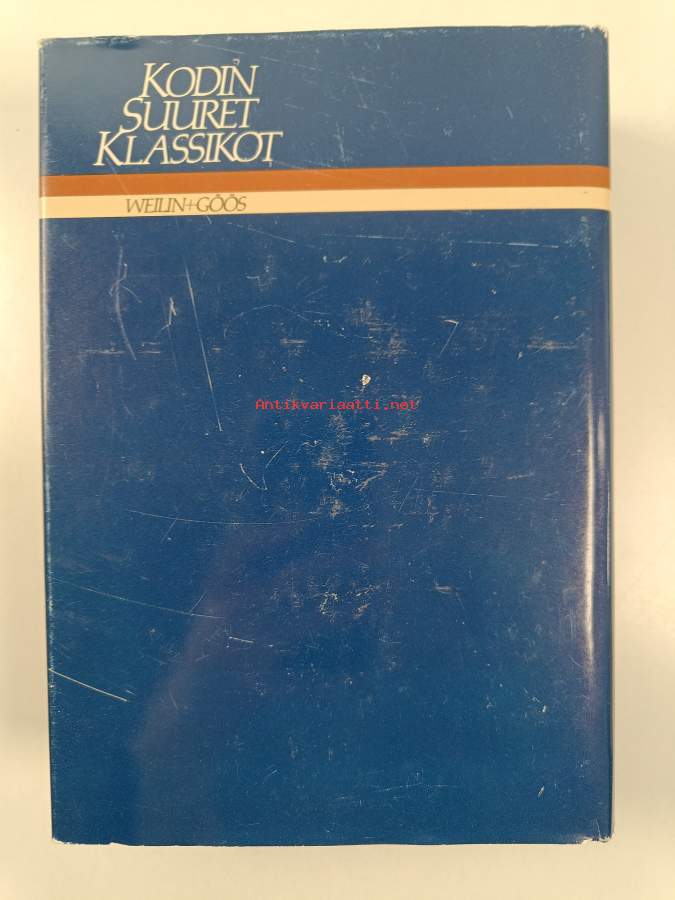 KODIN
SUURET
KLASSIKOT
WEILIN+GÖÖS
Antikvariaatti.net